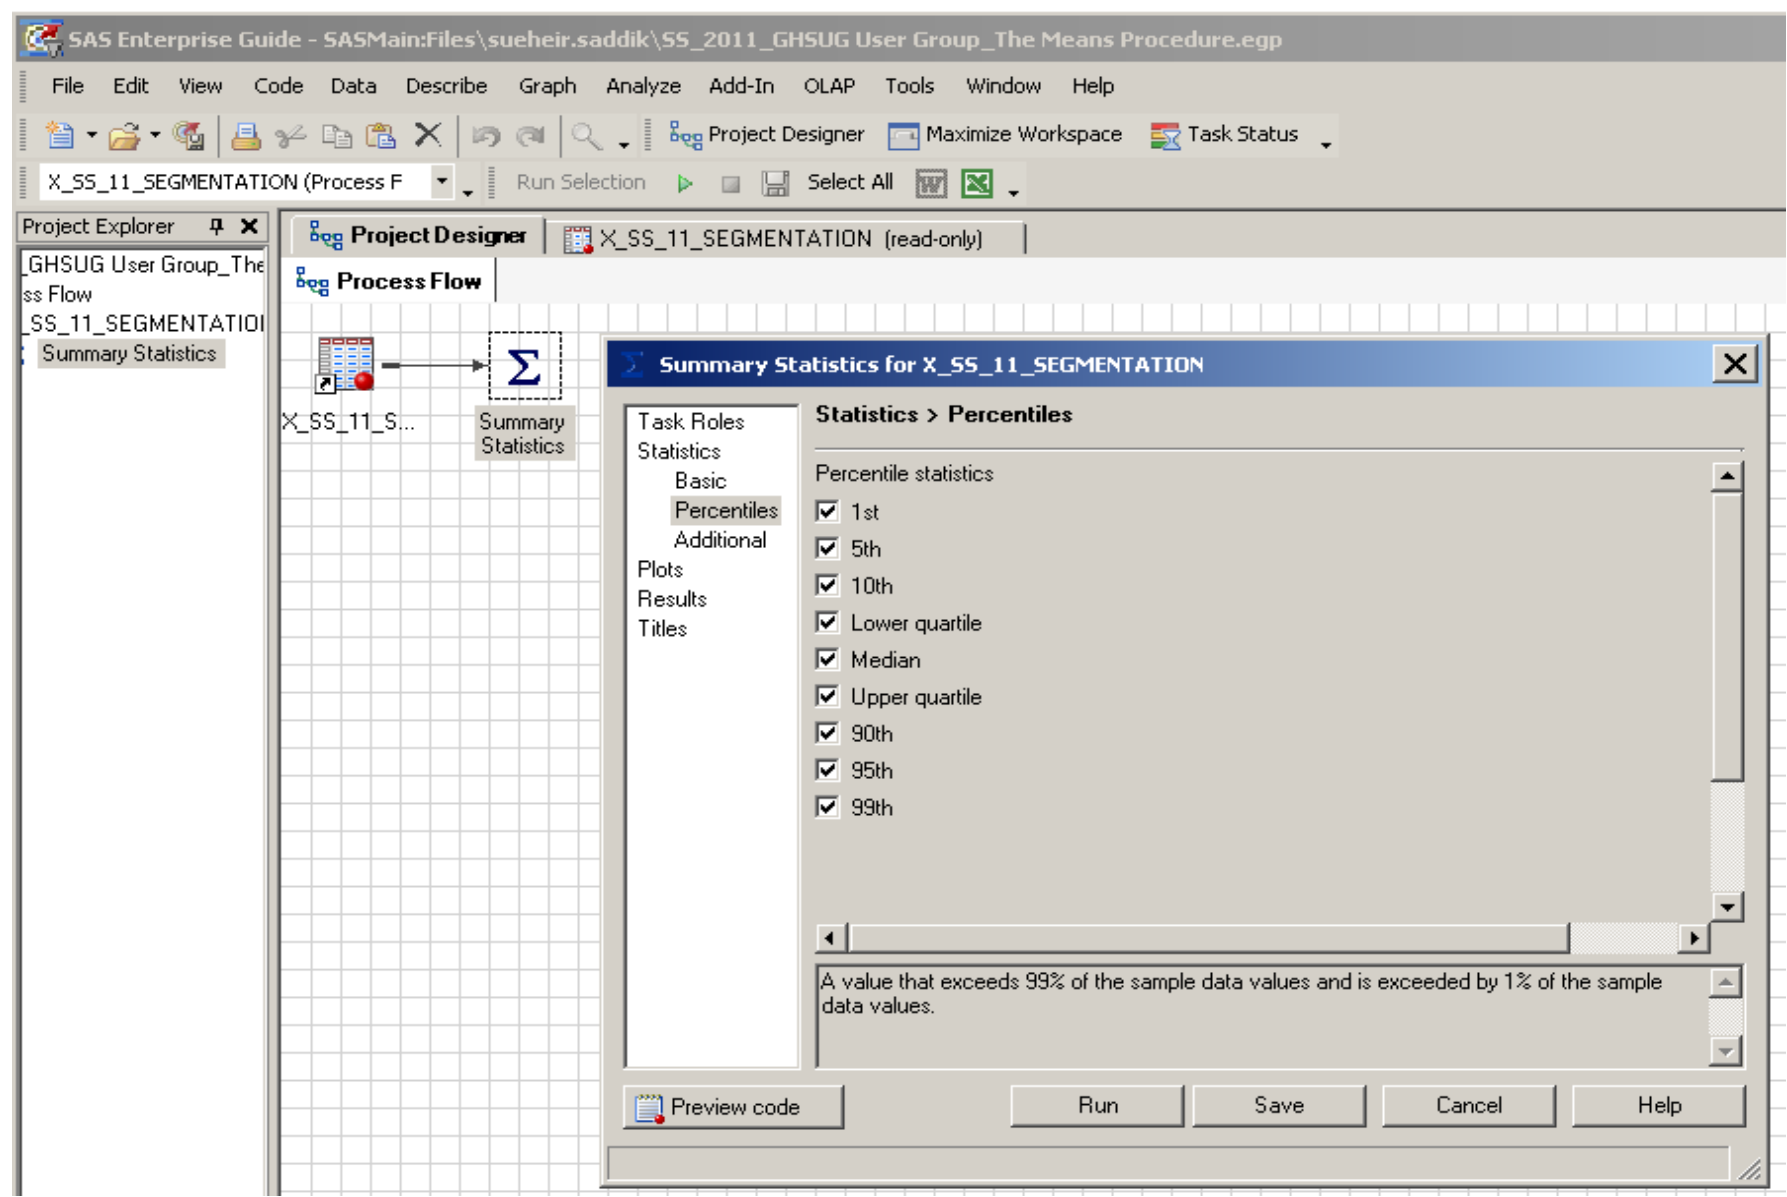 SAS Enterprise Guide - SASMain:Files\sueheir.saddik\SS_2011_GHSUG User Group_The Means Procedure.egp
File Edit View Code Data Describe Graph Analyze Add-In OLAP Tools Window Help
Project Designer Maximize Workspace Task Status
X_SS_11_SEGMENTATION (Process F Run Selection Select All
Project Explorer
_GHSUG User Group_The
ss Flow
_SS_11_SEGMENTATIO
Summary Statistics
Project Designer X_SS_11_SEGMENTATION (read-only)
Process Flow
X_SS_11_S...
Summary
Statistics
Summary Statistics for X_SS_11_SEGMENTATION
Task Roles
Statistics
Basic
Percentiles
Additional
Plots
Results
Titles
Statistics > Percentiles
Percentile statistics
1st
5th
10th
Lower quartile
Median
Upper quartile
90th
95th
99th
A value that exceeds 99% of the sample data values and is exceeded by 1% of the sample
data values.
Preview code Run Save Cancel Help